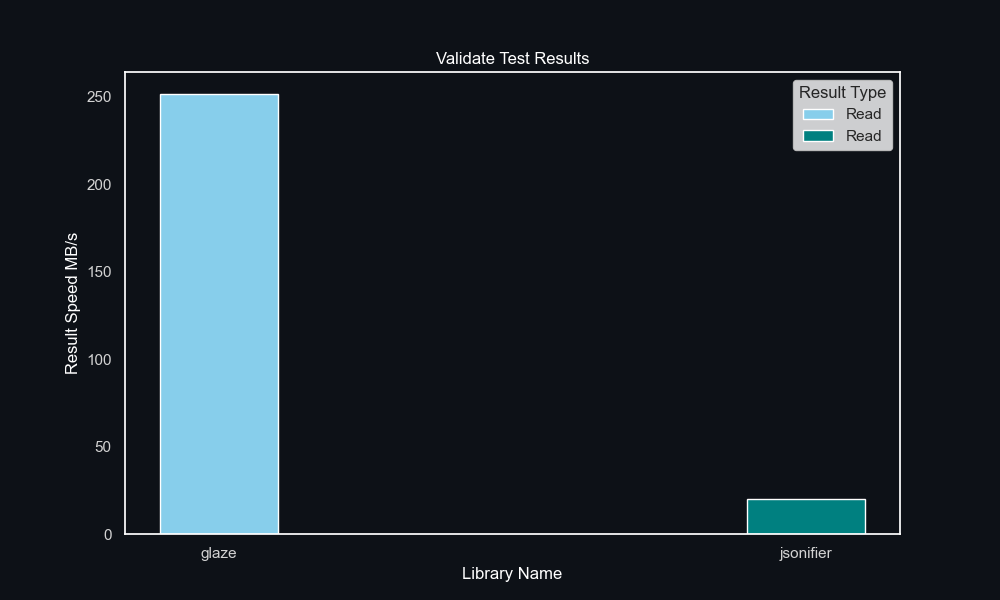 Validate Test Results
Result Type
Read
Read
250
200
150
100
50
0
Result Speed MB/s
glaze
jsonifier
Library Name